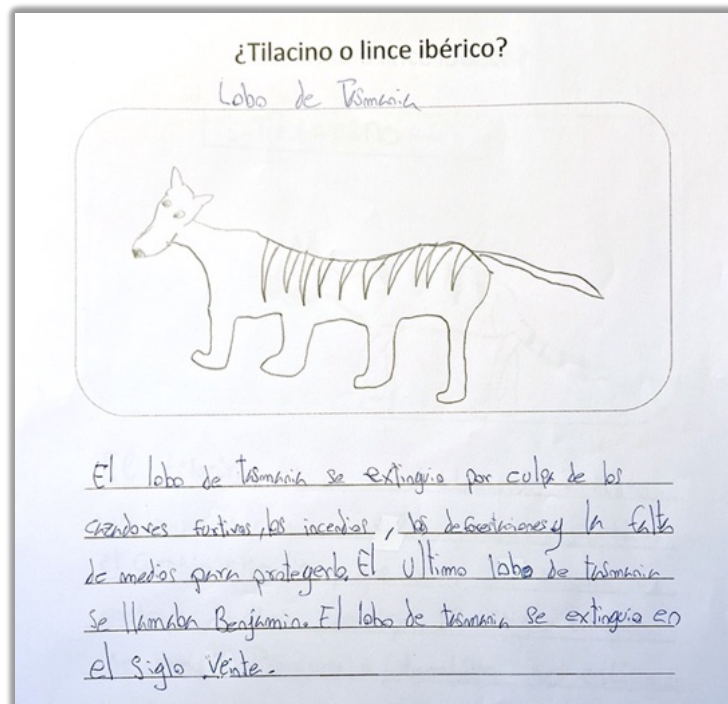 ¿Tilacino o lince ibérico?
Lobo de Tasmania
El lobo de tasmania se extinguio por culpa de los
cazadores furtivos, los incendios, las deforestaciones y la falta
de medios para protegerlo. El ultimo lobo de tasmania
se llamaba Benjamin. El lobo de tasmania se extinguio en
el siglo veinte.